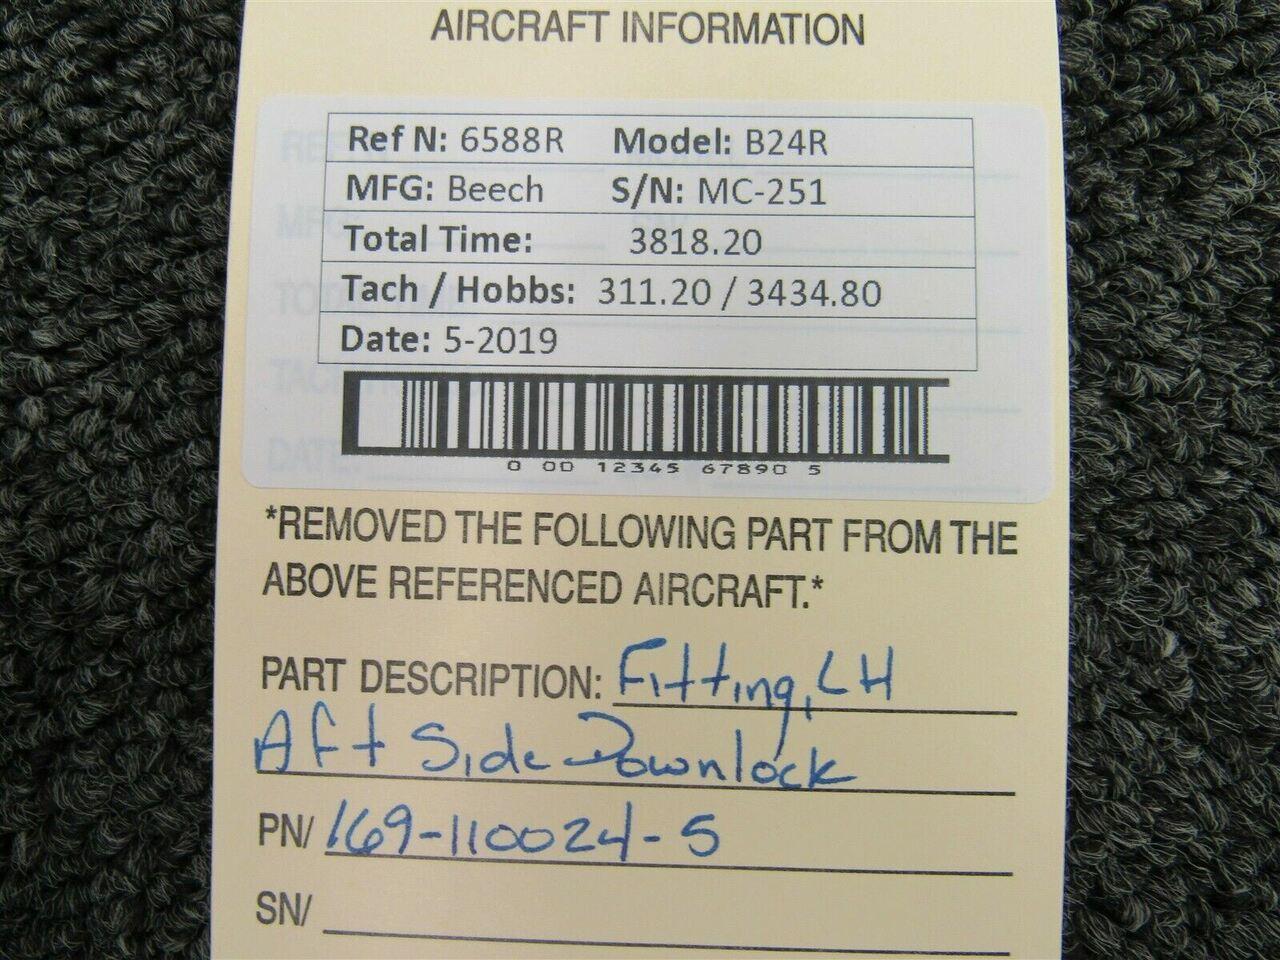 AIRCRAFT INFORMATION
Ref N: 6588R Model: B24R
MFG: Beech S/N: MC-251
Total Time: 3818.20
Tach / Hobbs: 311.20 / 3434.80
Date: 5-2019
0 00 12345 67890 5
*REMOVED THE FOLLOWING PART FROM THE
ABOVE REFERENCED AIRCRAFT.*
PART DESCRIPTION: Fitting, LH
Aft Side Downlock
PN/ 169-110024-5
SN/